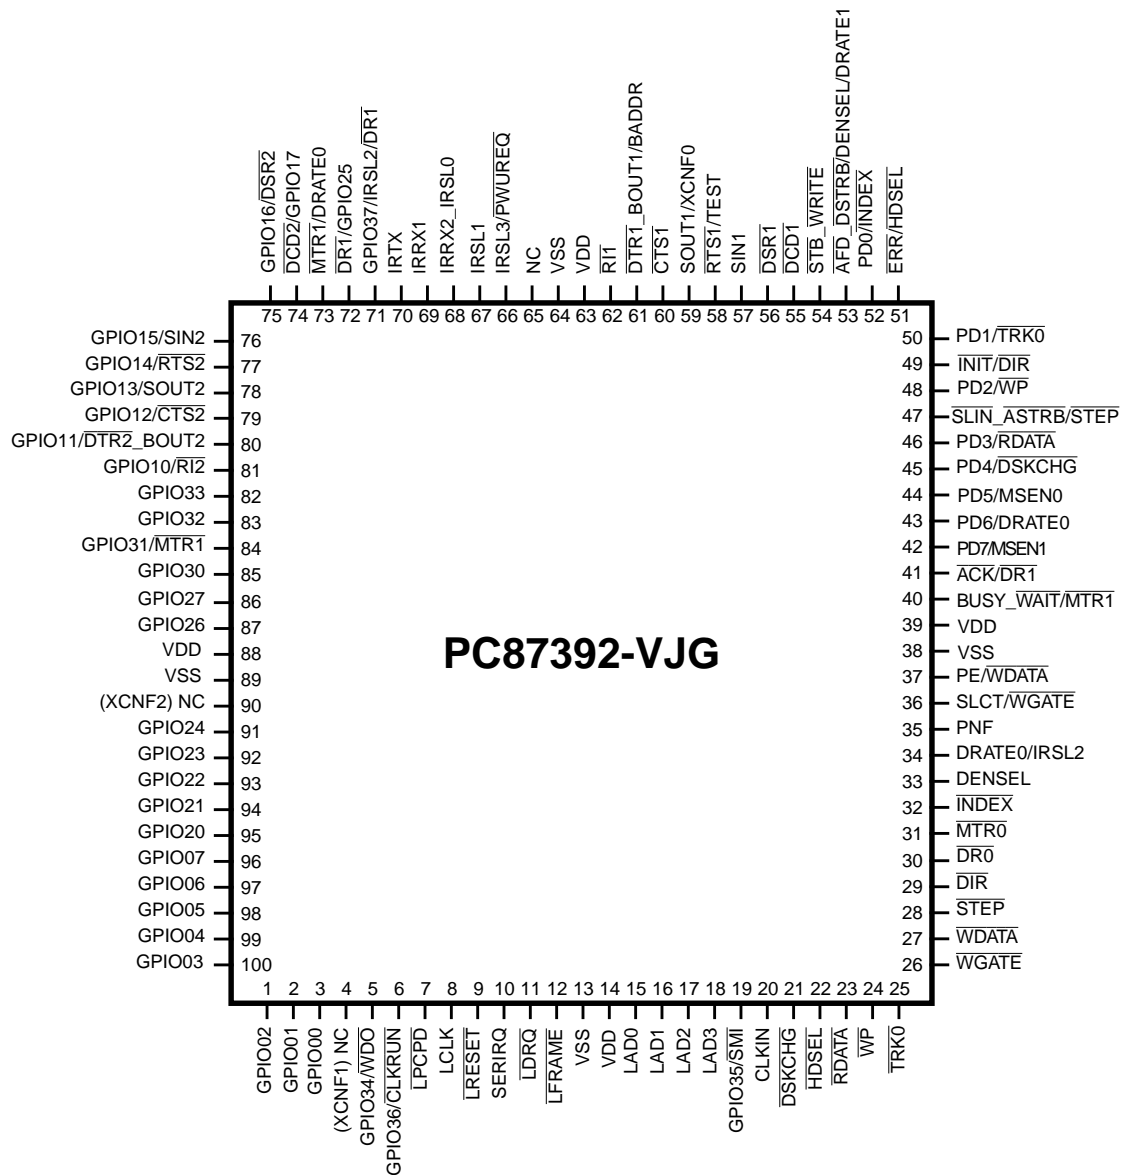 GPIO16/DSR2
DCD2/GPIO17
MTR1/DRATE0
DR1/GPIO25
GPIO37/IRSL2/DR1
IRTX
IRRX1
IRRX2_IRSL0
IRSL1
IRSL3/PWUREQ
NC
VSS
VDD
RI1
DTR1_BOUT1/BADDR
CTS1
SOUT1/XCNF0
RTS1/TEST
SIN1
DSR1
DCD1
STB_WRITE
AFD_DSTRB/DENSEL/DRATE1
PD0/INDEX
ERR/HDSEL
75 74 73 72 71 70 69 68 67 66 65 64 63 62 61 60 59 58 57 56 55 54 53 52 51
GPIO15/SIN2 76
GPIO14/RTS2 77
GPIO13/SOUT2 78
GPIO12/CTS2 79
GPIO11/DTR2_BOUT2 80
GPIO10/RI2 81
GPIO33 82
GPIO32 83
GPIO31/MTR1 84
GPIO30 85
GPIO27 86
GPIO26 87
VDD 88
VSS 89
(XCNF2) NC 90
GPIO24 91
GPIO23 92
GPIO22 93
GPIO21 94
GPIO20 95
GPIO07 96
GPIO06 97
GPIO05 98
GPIO04 99
GPIO03 100
PC87392-VJG
50 PD1/TRK0
49 INIT/DIR
48 PD2/WP
47 SLIN_ASTRB/STEP
46 PD3/RDATA
45 PD4/DSKCHG
44 PD5/MSEN0
43 PD6/DRATE0
42 PD7/MSEN1
41 ACK/DR1
40 BUSY_WAIT/MTR1
39 VDD
38 VSS
37 PE/WDATA
36 SLCT/WGATE
35 PNF
34 DRATE0/IRSL2
33 DENSEL
32 INDEX
31 MTR0
30 DR0
29 DIR
28 STEP
27 WDATA
26 WGATE
1 2 3 4 5 6 7 8 9 10 11 12 13 14 15 16 17 18 19 20 21 22 23 24 25
GPIO02
GPIO01
GPIO00
(XCNF1) NC
GPIO34/WDO
GPIO36/CLKRUN
LPCPD
LCLK
LRESET
SERIRQ
LDRQ
LFRAME
VSS
VDD
LAD0
LAD1
LAD2
LAD3
GPIO35/SMI
CLKIN
DSKCHG
HDSEL
RDATA
WP
TRK0